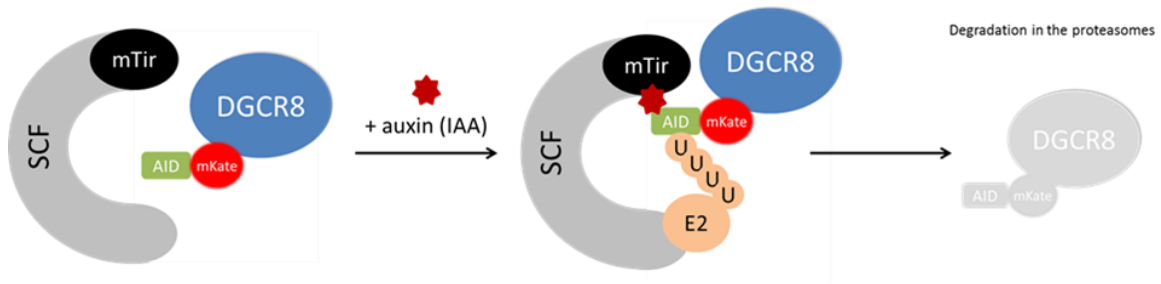 mTir
DGCR8
SCF
AID
mKate
+ auxin (IAA)
mTir
DGCR8
SCF
AID
mKate
U
U
U
U
E2
Degradation in the proteasomes
DGCR8
AID
mKate